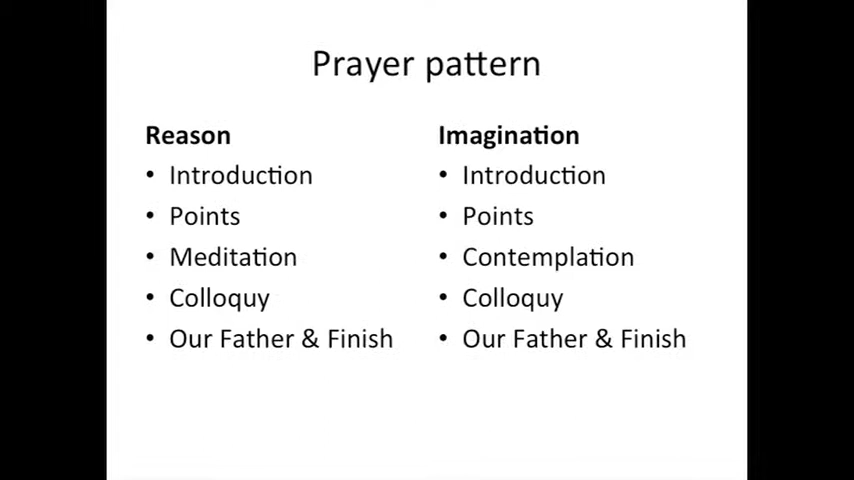 Prayer pattern
Reason
• Introduction
• Points
• Meditation
• Colloquy
• Our Father & Finish
Imagination
• Introduction
• Points
• Contemplation
• Colloquy
• Our Father & Finish